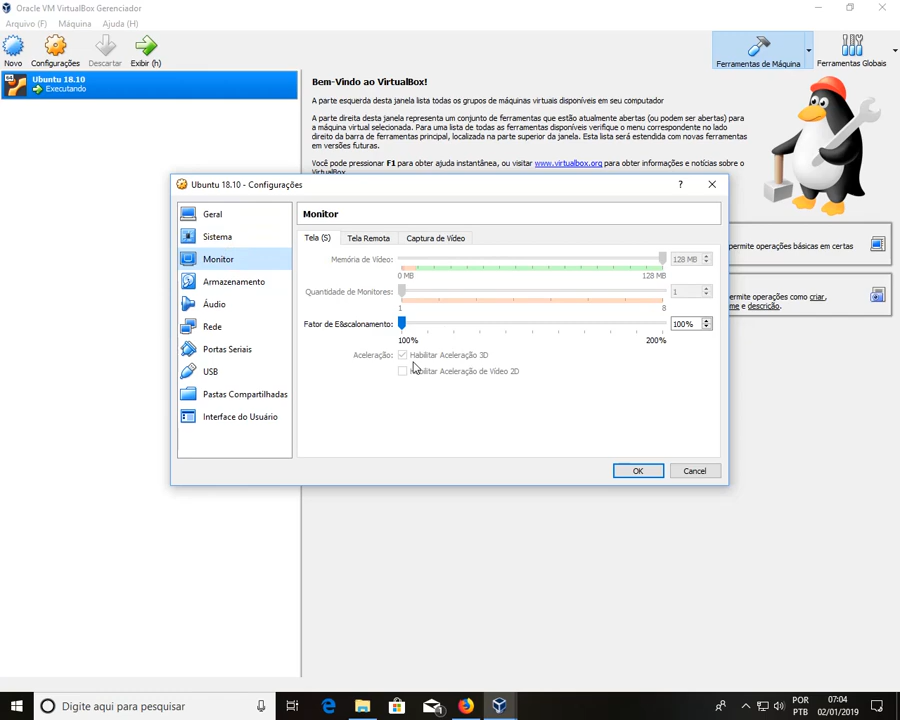 Oracle VM VirtualBox Gerenciador
Arquivo (F) Máquina Ajuda (H)
Novo Configurações Descartar Exibir (h)
Ferramentas de Máquina Ferramentas Globais
64
Ubuntu 18.10
Executando
Bem-Vindo ao VirtualBox!
A parte esquerda desta janela lista todas os grupos de máquinas virtuais disponíveis em seu computador
A parte direita desta janela representa um conjunto de ferramentas que estão atualmente abertas (ou podem ser abertas) para
a máquina virtual selecionada. Para uma lista de todas as ferramentas disponíveis verifique o menu correspondente no lado
direito da barra de ferramentas principal, localizada na parte superior da janela. Esta lista será estendida com novas ferramentas
em versões futuras.
Você pode pressionar F1 para obter ajuda instantânea, ou visitar www.virtualbox.org para obter informações e notícias sobre o
VirtualBox.
permite operações básicas em certas
ermite operações como criar,
me e descrição.
Ubuntu 18.10 - Configurações
?
Geral
Sistema
Monitor
Armazenamento
Áudio
Rede
Portas Seriais
USB
Pastas Compartilhadas
Interface do Usuário
Monitor
Tela (S) Tela Remota Captura de Vídeo
Memória de Vídeo: 128 MB
0 MB 128 MB
Quantidade de Monitores: 1
1 8
Fator de E&scalonamento: 100%
100% 200%
Aceleração: Habilitar Aceleração 3D
Habilitar Aceleração de Vídeo 2D
OK Cancel
Digite aqui para pesquisar
POR
PTB
07:04
02/01/2019